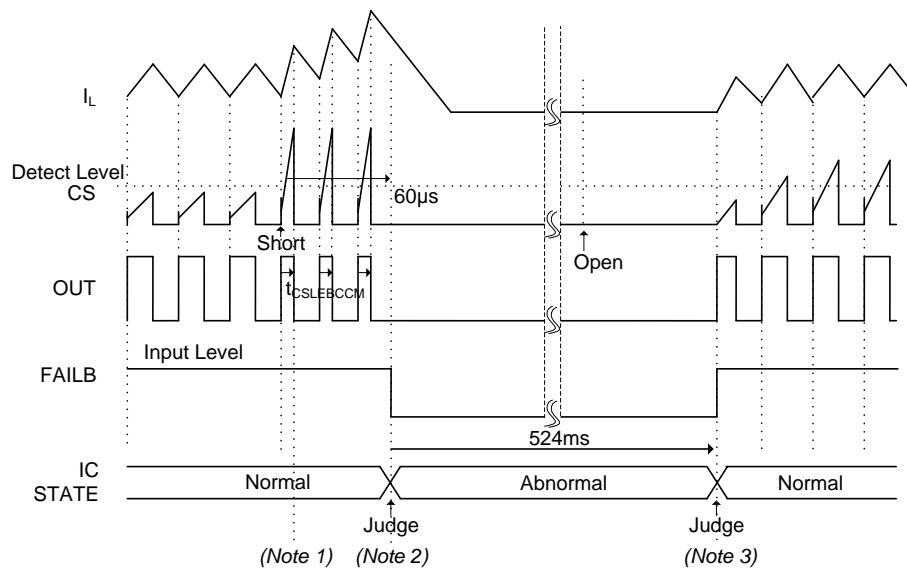 IL
Detect Level
CS
60µs
Short
Open
OUT
tCSLEBCCM
Input Level
FAILB
524ms
IC
STATE
Normal
Abnormal
Normal
Judge
Judge
(Note 1)
(Note 2)
(Note 3)